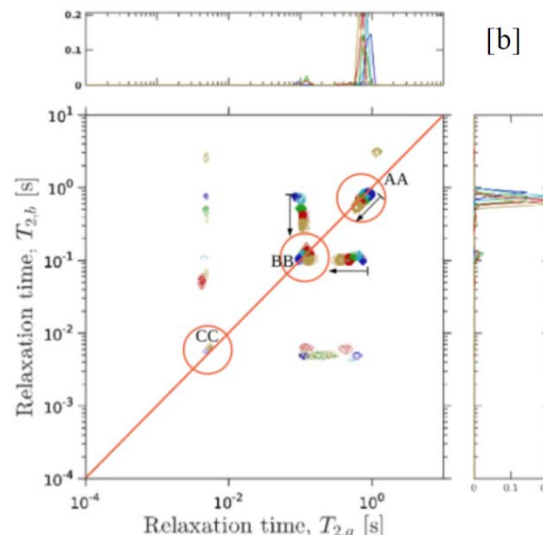 0.2
0.1
0
[b]
10^1
10^0
10^-1
10^-2
10^-3
10^-4
Relaxation time, T_{2,b} [s]
AA
BB
CC
10^-4
10^-2
10^0
Relaxation time, T_{2,a} [s]
0
0.1